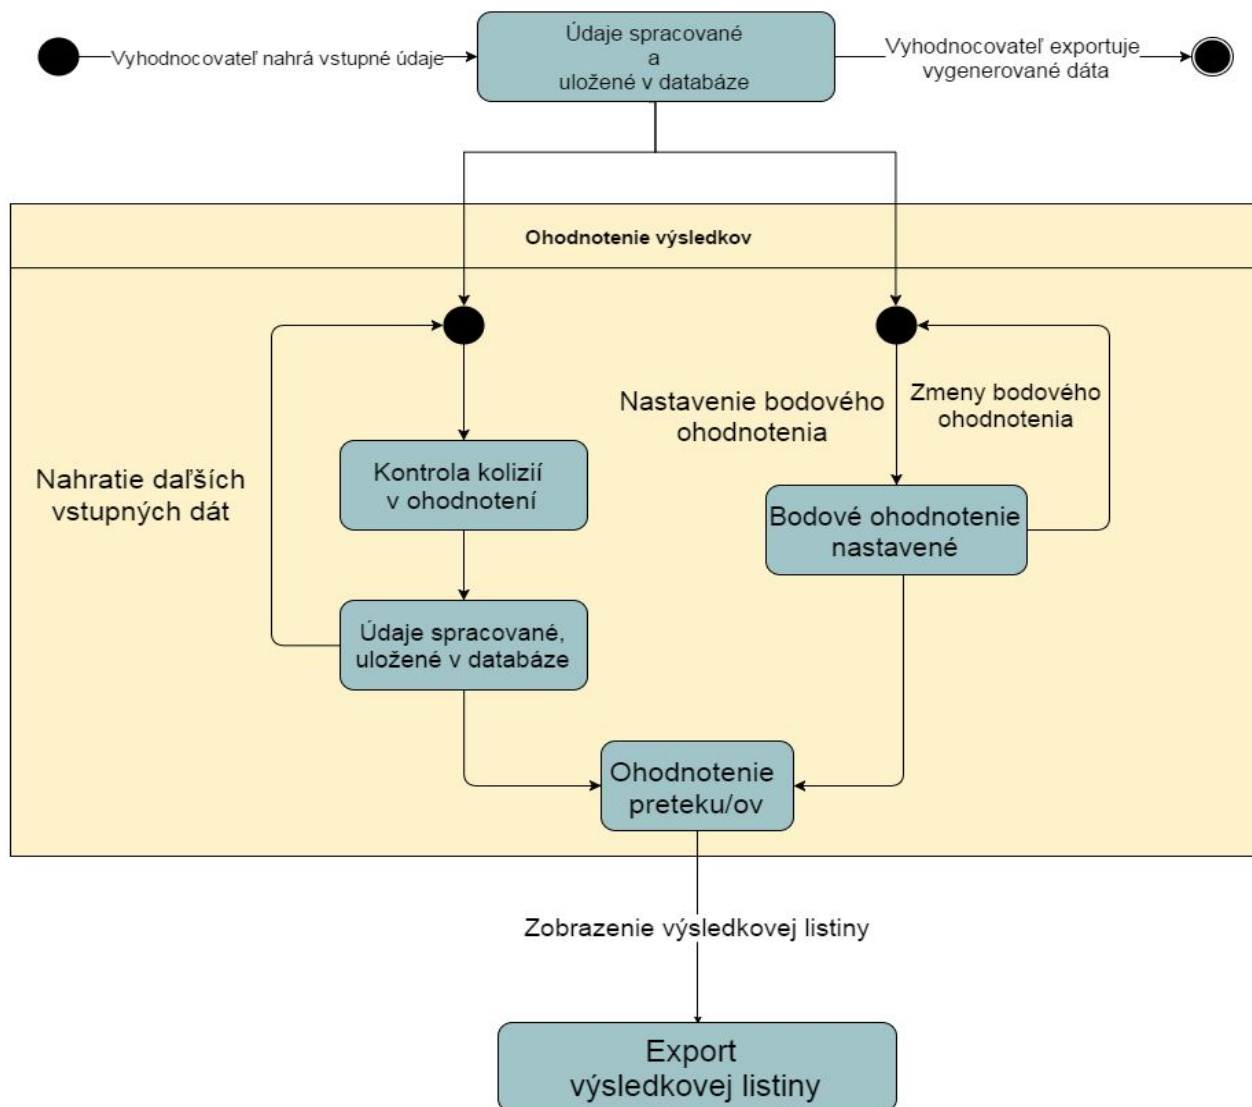 Vyhodnocovateľ nahrá vstupné údaje
Údaje spracované
a
uložené v databáze
Vyhodnocovateľ exportuje
vygenerované dáta
Ohodnotenie výsledkov
Nahratie daľších
vstupných dát
Kontrola kolizií
v ohodnotení
Údaje spracované,
uložené v databáze
Nastavenie bodového
ohodnotenia
Zmeny bodového
ohodnotenia
Bodové ohodnotenie
nastavené
Ohodnotenie
preteku/ov
Zobrazenie výsledkovej listiny
Export
výsledkovej listiny